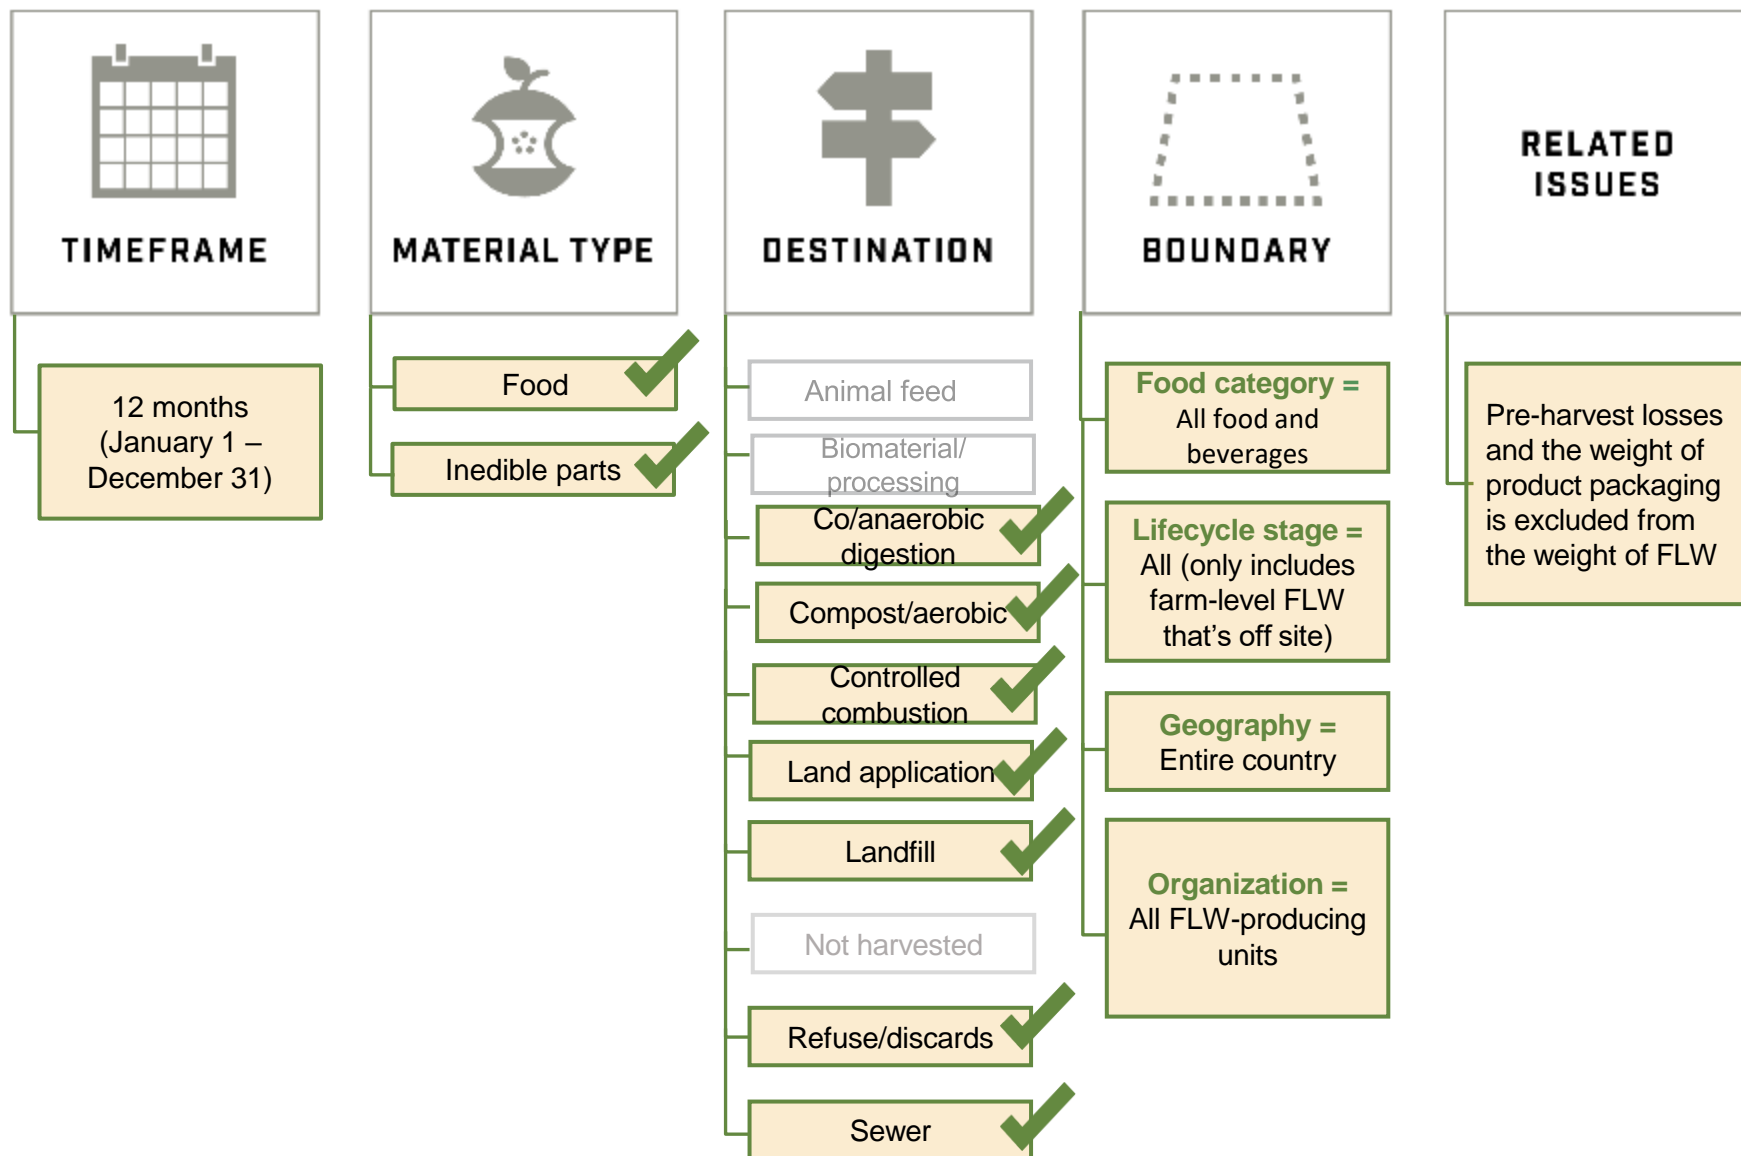 TIMEFRAME
12 months
(January 1 –
December 31)
MATERIAL TYPE
Food
Inedible parts
DESTINATION
Animal feed
Biomaterial/
processing
Co/anaerobic
digestion
Compost/aerobic
Controlled
combustion
Land application
Landfill
Not harvested
Refuse/discards
Sewer
BOUNDARY
Food category =
All food and
beverages
Lifecycle stage =
All (only includes
farm-level FLW
that's off site)
Geography =
Entire country
Organization =
All FLW-producing
units
RELATED
ISSUES
Pre-harvest losses
and the weight of
product packaging
is excluded from
the weight of FLW